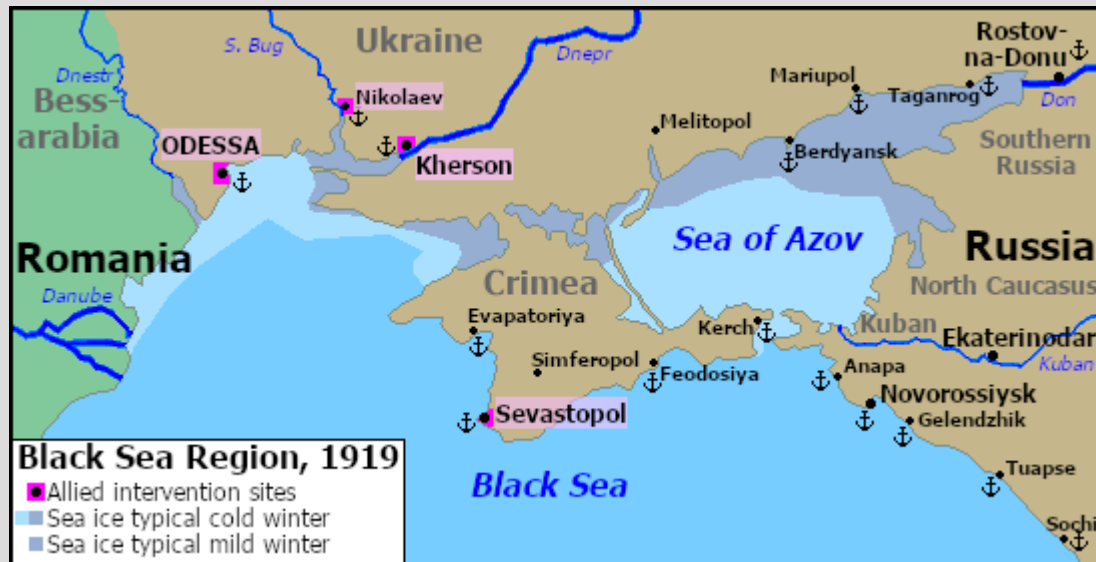 Ukraine
S. Bug
Dnepr
Rostov-
na-Donu
Dnestr
Bess-
arabia
Nikolaev
Mariupol
Taganrog
Don
Melitopol
ODESSA
Kherson
Berdyansk
Southern
Russia
Romania
Sea of Azov
Russia
Danube
Crimea
North Caucasus
Evapatoriya
Kerch
Kuban
Ekaterinodar
Simferopol
Feodosiya
Anapa
Kuban
Sevastopol
Novorossiysk
Gelendzhik
Black Sea
Tuapse
Sochi
Black Sea Region, 1919
Allied intervention sites
Sea ice typical cold winter
Sea ice typical mild winter